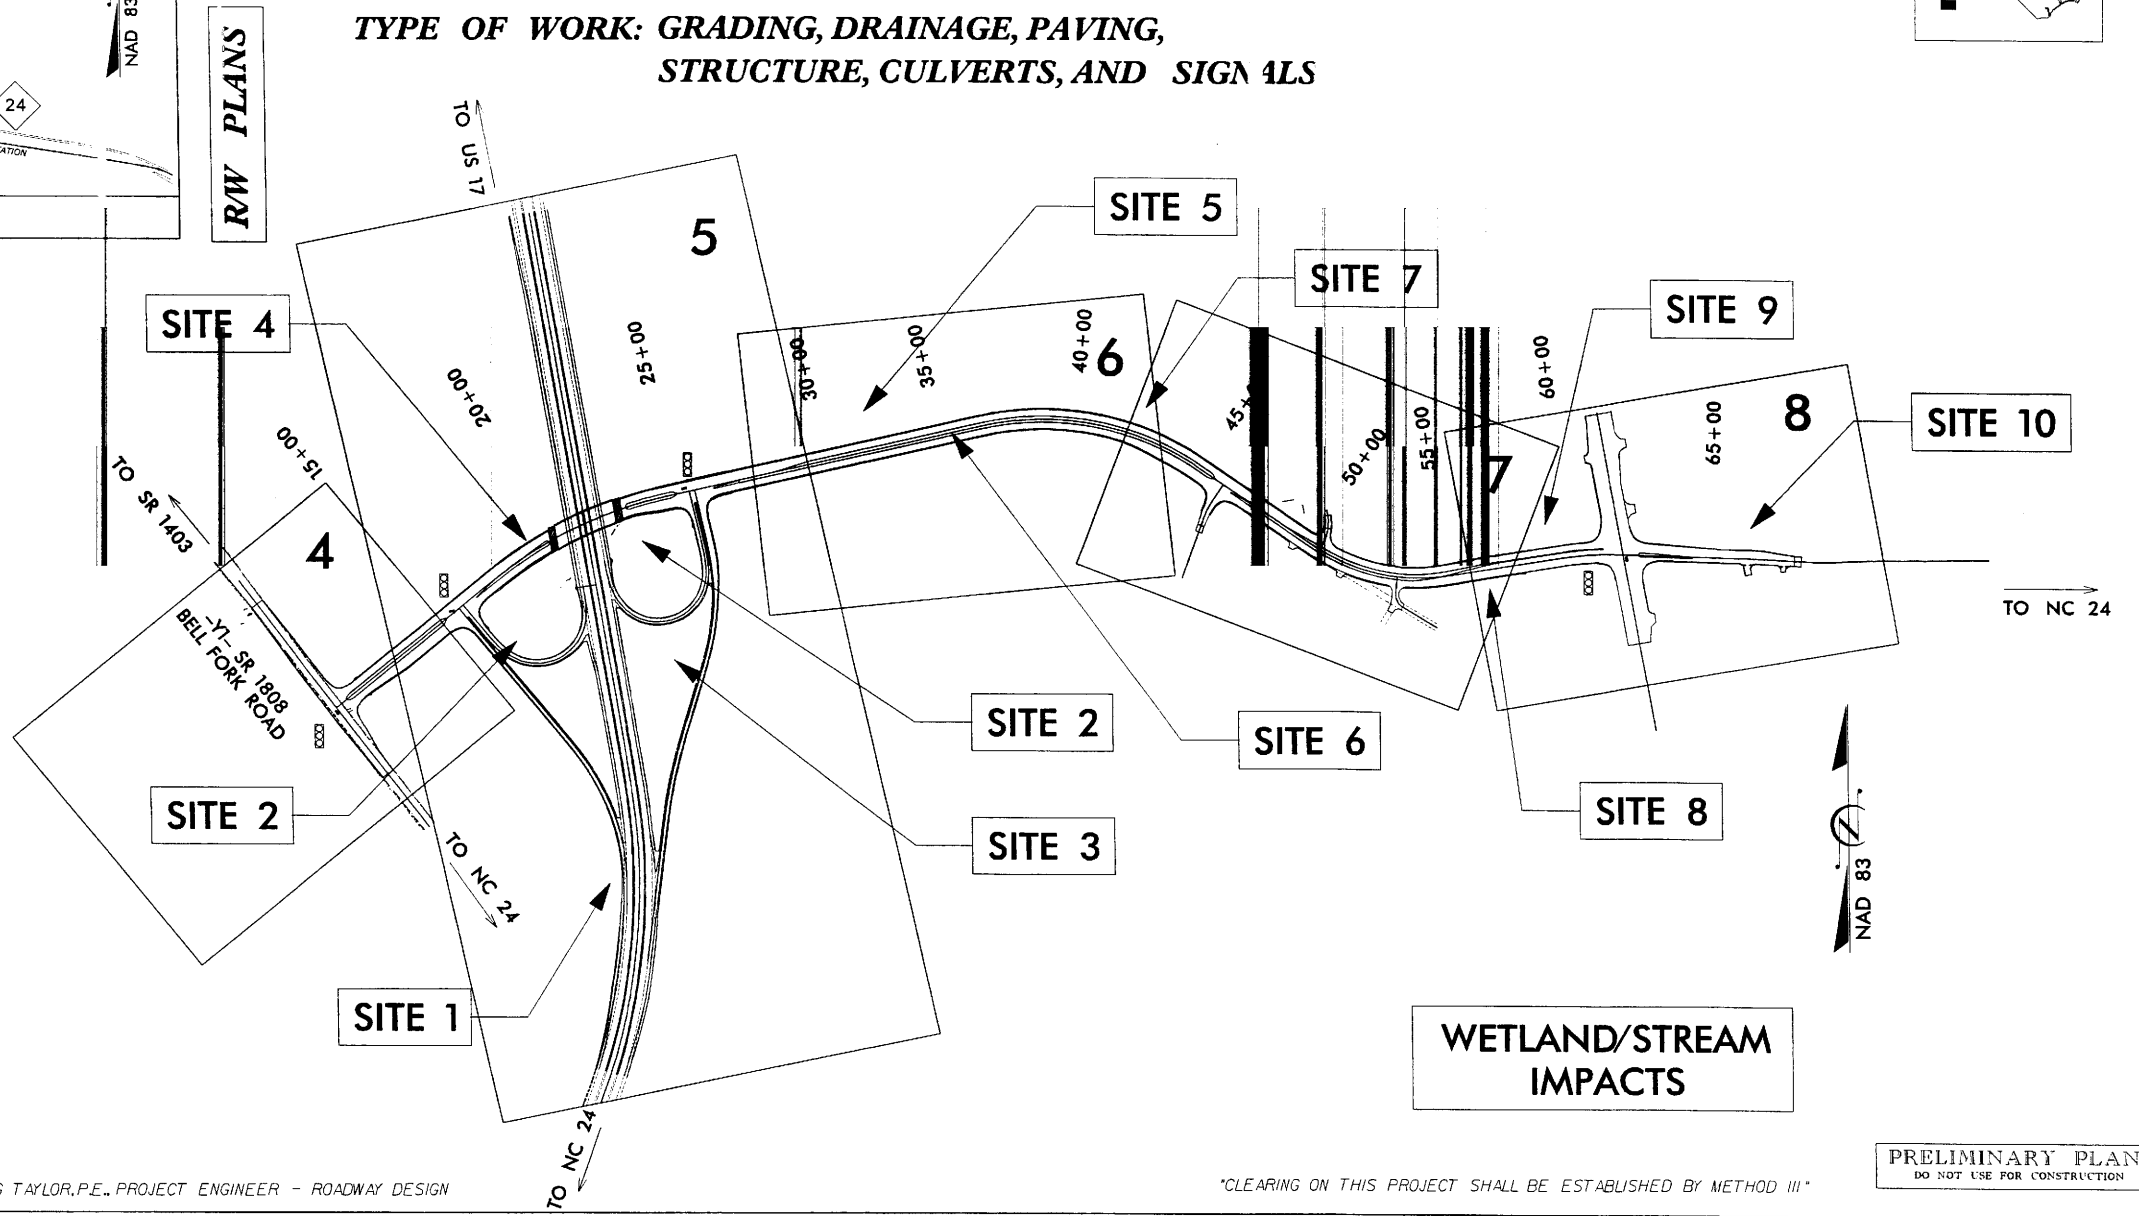 TYPE OF WORK: GRADING, DRAINAGE, PAVING,
STRUCTURE, CULVERTS, AND SIGNALS
NAD 83
R/W PLANS
24
TO US 17
5
SITE 5
SITE 7
SITE 9
SITE 4
SITE 10
15+00
20+00
25+00
30+00
35+00
40+00
6
50+00
55+00
60+00
65+00
7
8
4
TO SR 1403
-Y1- SR 1808
BELL FORK ROAD
TO NC 24
SITE 2
SITE 6
SITE 2
SITE 8
SITE 3
TO NC 24
SITE 1
NAD 83
WETLAND/STREAM
IMPACTS
TO NC 24
TAYLOR, P.E., PROJECT ENGINEER - ROADWAY DESIGN
"CLEARING ON THIS PROJECT SHALL BE ESTABLISHED BY METHOD III"
PRELIMINARY PLAN
DO NOT USE FOR CONSTRUCTION